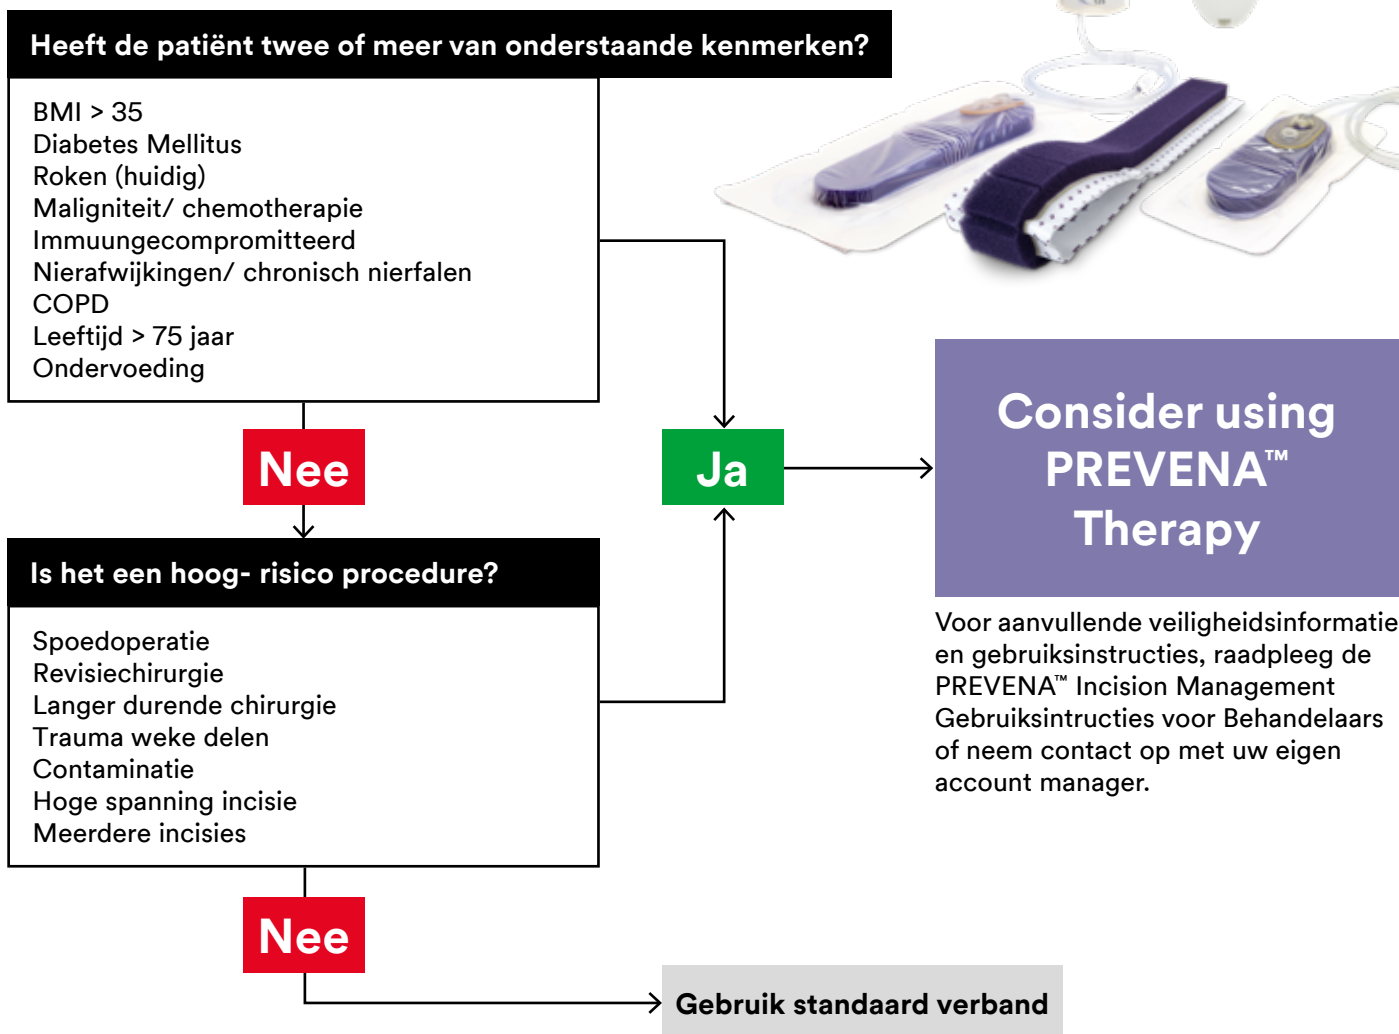 Heeft de patiënt twee of meer van onderstaande kenmerken?
BMI > 35
Diabetes Mellitus
Roken (huidig)
Maligniteit/ chemotherapie
Immuungecompromitteerd
Nierafwijkingen/ chronisch nierfalen
COPD
Leeftijd > 75 jaar
Ondervoeding
Nee
Ja
Consider using
PREVENA™
Therapy
Voor aanvullende veiligheidsinformatie
en gebruiksinstructies, raadpleeg de
PREVENA™ Incision Management
Gebruiksintructies voor Behandelaars
of neem contact op met uw eigen
account manager.
Is het een hoog- risico procedure?
Spoedoperatie
Revisiechirurgie
Langer durende chirurgie
Trauma weke delen
Contaminatie
Hoge spanning incisie
Meerdere incisies
Nee
Gebruik standaard verband